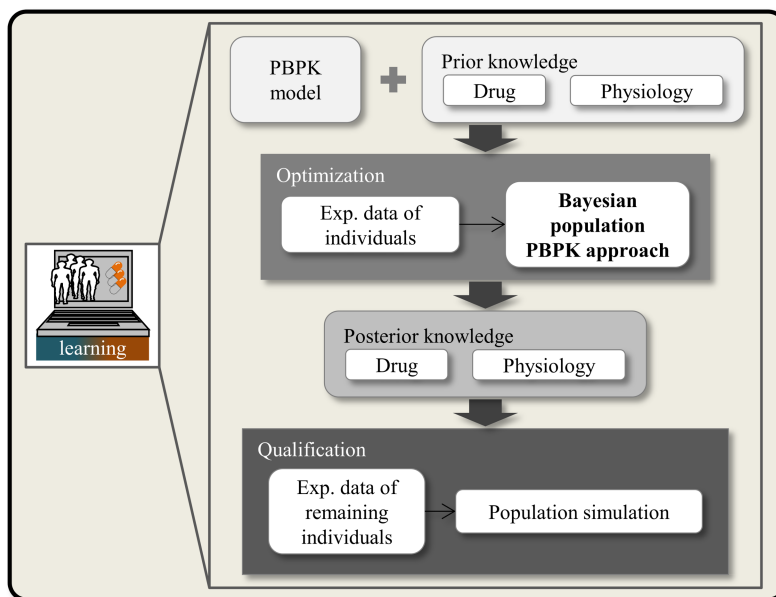 PBPK
model
Prior knowledge
Drug
Physiology
Optimization
Exp. data of
individuals
Bayesian
population
PBPK approach
learning
Posterior knowledge
Drug
Physiology
Qualification
Exp. data of
remaining
individuals
Population simulation